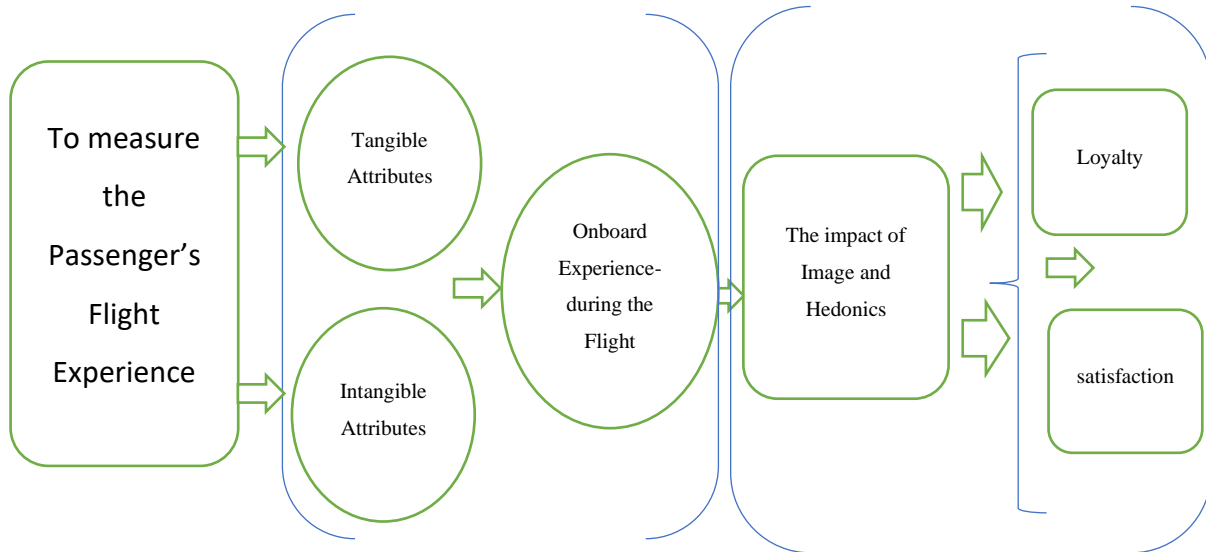 To measure
the
Passenger’s
Flight
Experience
Tangible
Attributes
Intangible
Attributes
Onboard
Experience-
during the
Flight
The impact of
Image and
Hedonics
Loyalty
satisfaction